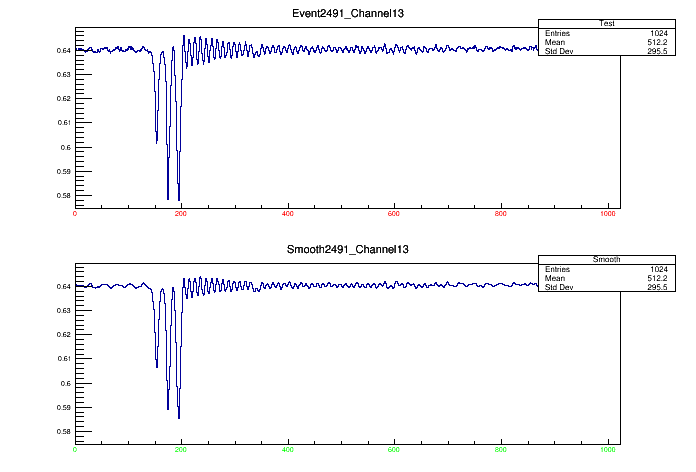 Event2491_Channel13
Test
Entries 1024
Mean 512.2
Std Dev 295.5
0.64
0.63
0.62
0.61
0.6
0.59
0.58
0 200 400 600 800 1000
Smooth2491_Channel13
Smooth
Entries 1024
Mean 512.2
Std Dev 295.5
0.64
0.63
0.62
0.61
0.6
0.59
0.58
0 200 400 600 800 1000